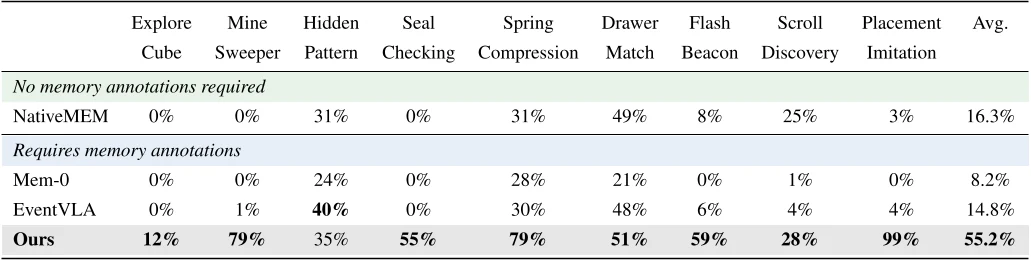 Explore Mine Hidden Seal Spring Drawer Flash Scroll Placement Avg.
Cube Sweeper Pattern Checking Compression Match Beacon Discovery Imitation
No memory annotations required
NativeMEM 0% 0% 31% 0% 31% 49% 8% 25% 3% 16.3%
Requires memory annotations
Mem-0 0% 0% 24% 0% 28% 21% 0% 1% 0% 8.2%
EventVLA 0% 1% 40% 0% 30% 48% 6% 4% 4% 14.8%
Ours 12% 79% 35% 55% 79% 51% 59% 28% 99% 55.2%